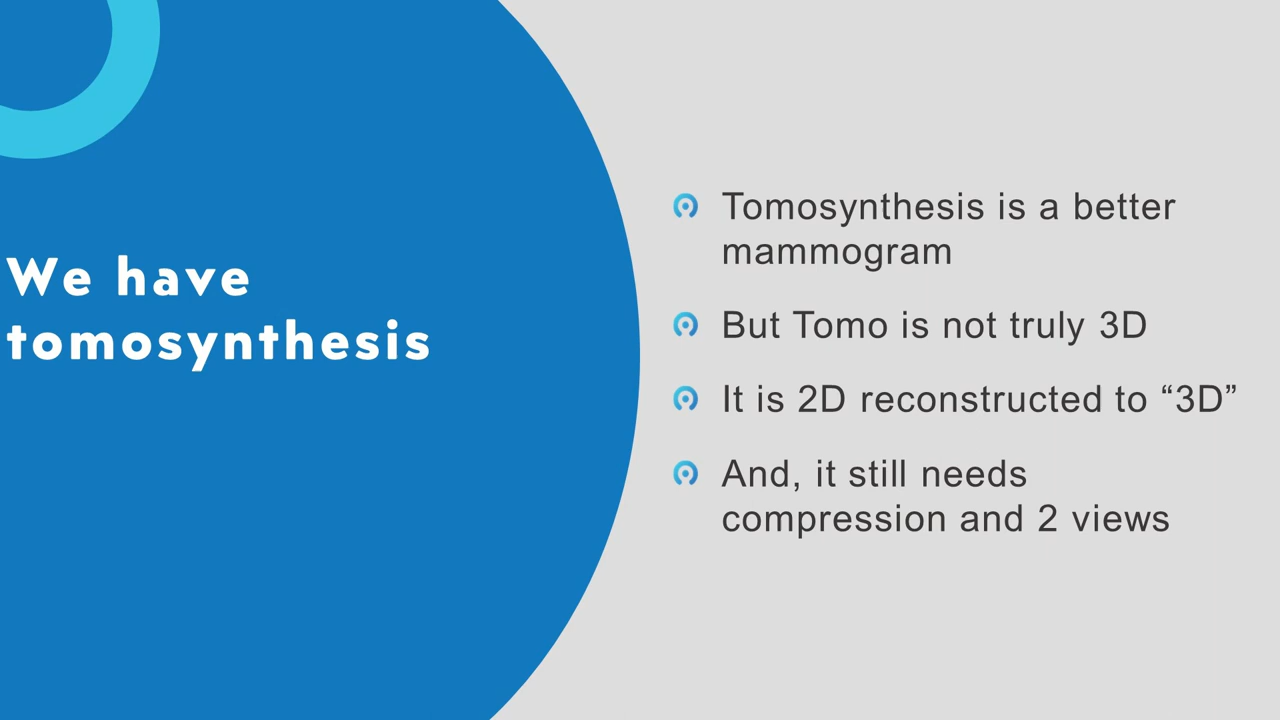 We have
tomosynthesis
Tomosynthesis is a better
mammogram
But Tomo is not truly 3D
It is 2D reconstructed to “3D”
And, it still needs
compression and 2 views